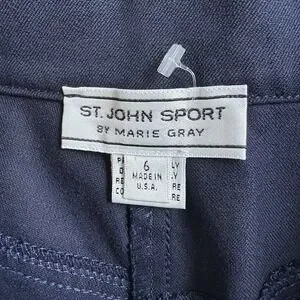 ST. JOHN SPORT
BY MARIE GRAY
6
MADE IN
U.S.A.